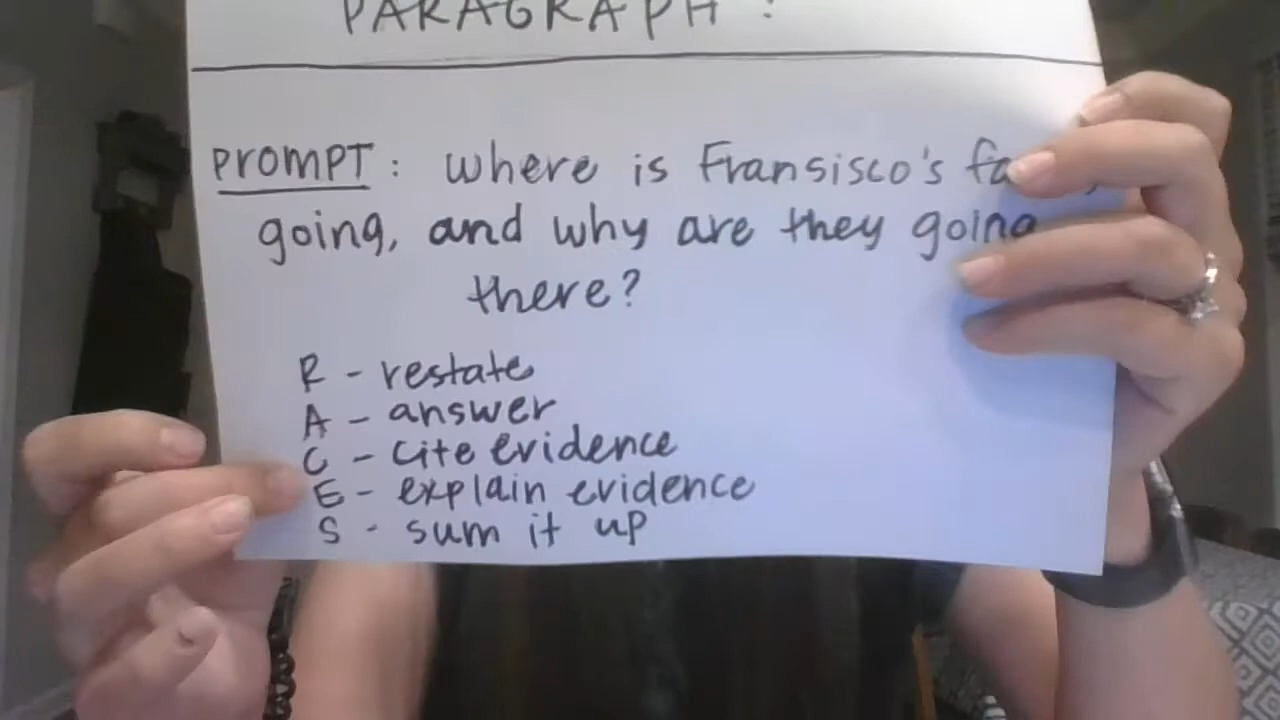 PARAGRAPH :
PROMPT : where is Fransisco's
going, and why are they going
there?
R - restate
A - answer
C - cite evidence
E - explain evidence
S - sum it up